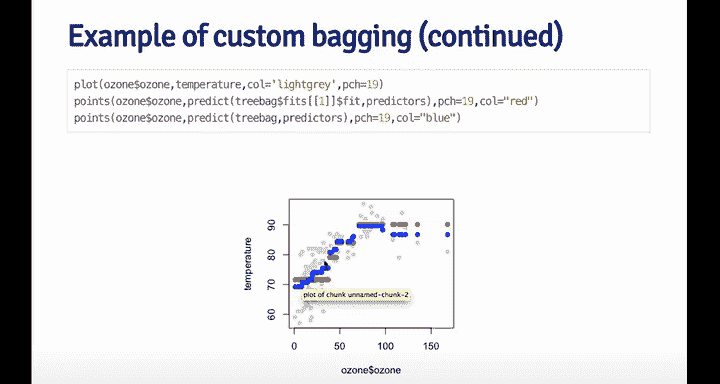 Example of custom bagging (continued)
plot(ozone$ozone,temperature,col='lightgrey',pch=19)
points(ozone$ozone,predict(treebag$fits[[1]]$fit,predictors),pch=19,col="red")
points(ozone$ozone,predict(treebag,predictors),pch=19,col="blue")
temperature
90
80
70
60
plot of chunk unnamed-chunk-2
0 50 100 150
ozone$ozone